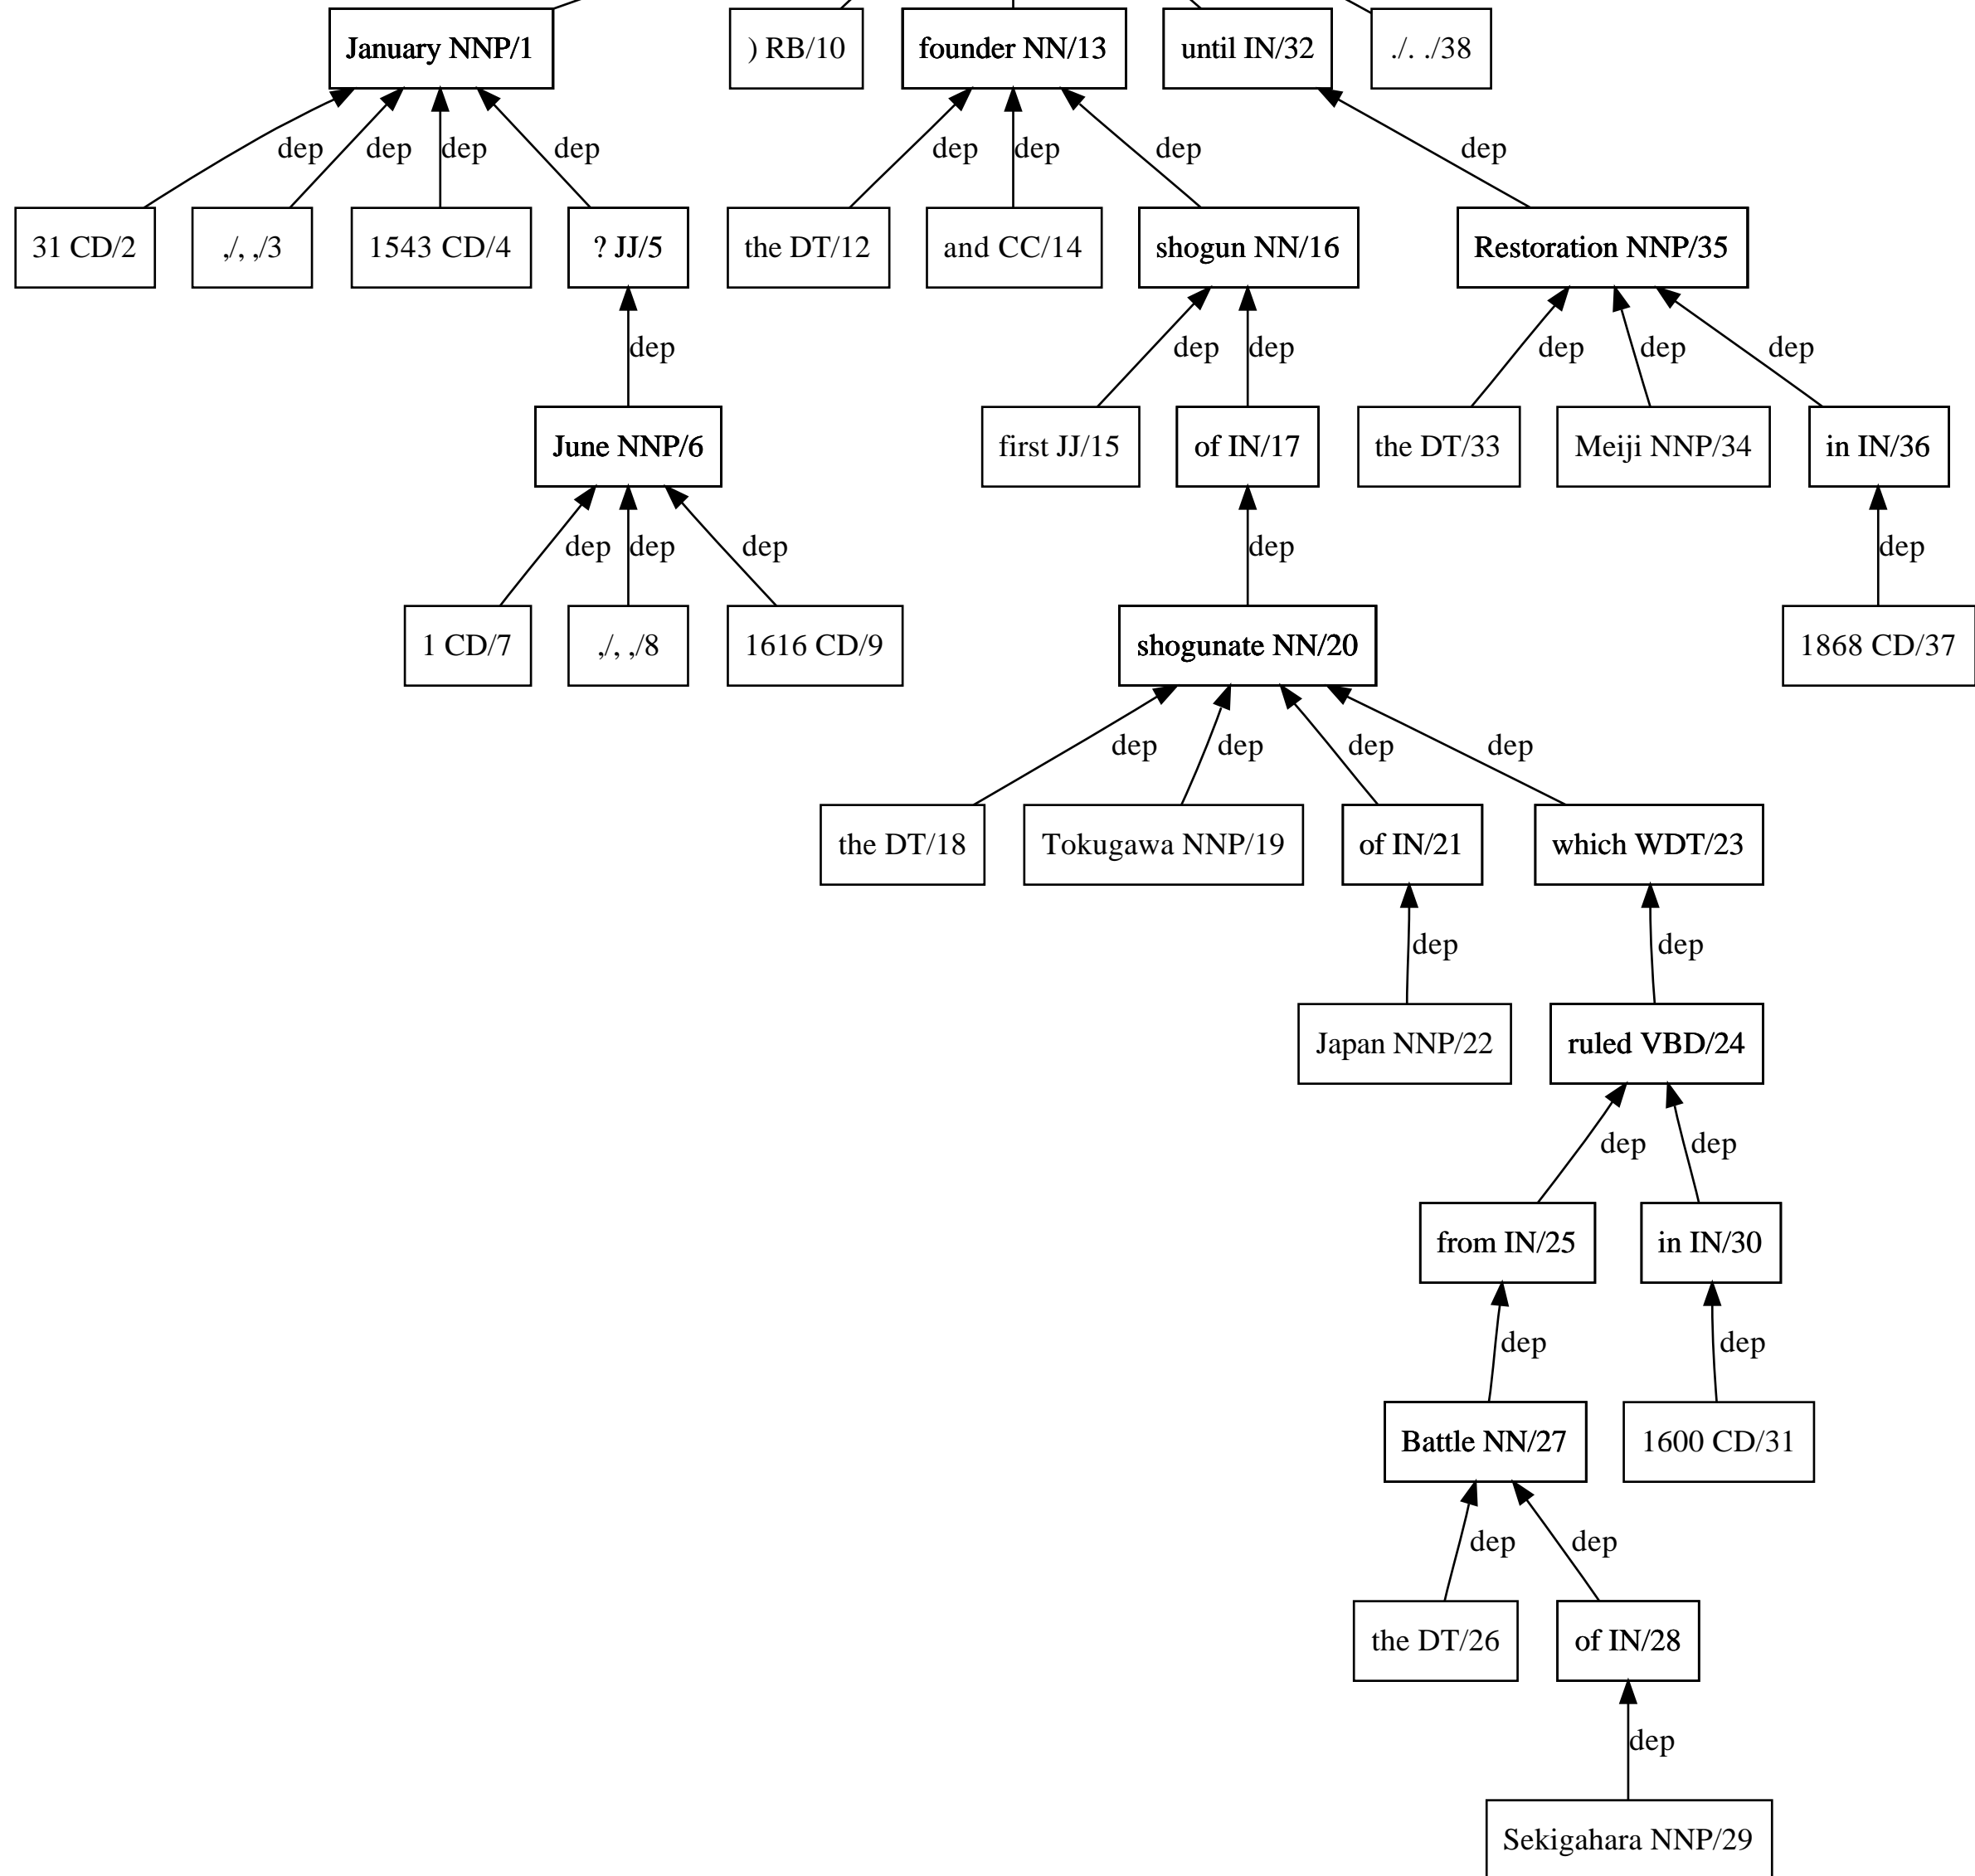 January NNP/1 ) RB/10 founder NN/13 until IN/32 ./. ./38
dep dep dep dep dep dep dep dep
31 CD/2 ,/, ,/3 1543 CD/4 ? JJ/5 the DT/12 and CC/14 shogun NN/16 Restoration NNP/35
dep dep dep dep dep dep
June NNP/6 first JJ/15 of IN/17 the DT/33 Meiji NNP/34 in IN/36
dep dep dep dep dep
1 CD/7 ,/, ,/8 1616 CD/9 shogunate NN/20 1868 CD/37
dep dep dep dep
the DT/18 Tokugawa NNP/19 of IN/21 which WDT/23
dep dep
Japan NNP/22 ruled VBD/24
dep dep
from IN/25 in IN/30
dep dep
Battle NN/27 1600 CD/31
dep dep
the DT/26 of IN/28
dep
Sekigahara NNP/29